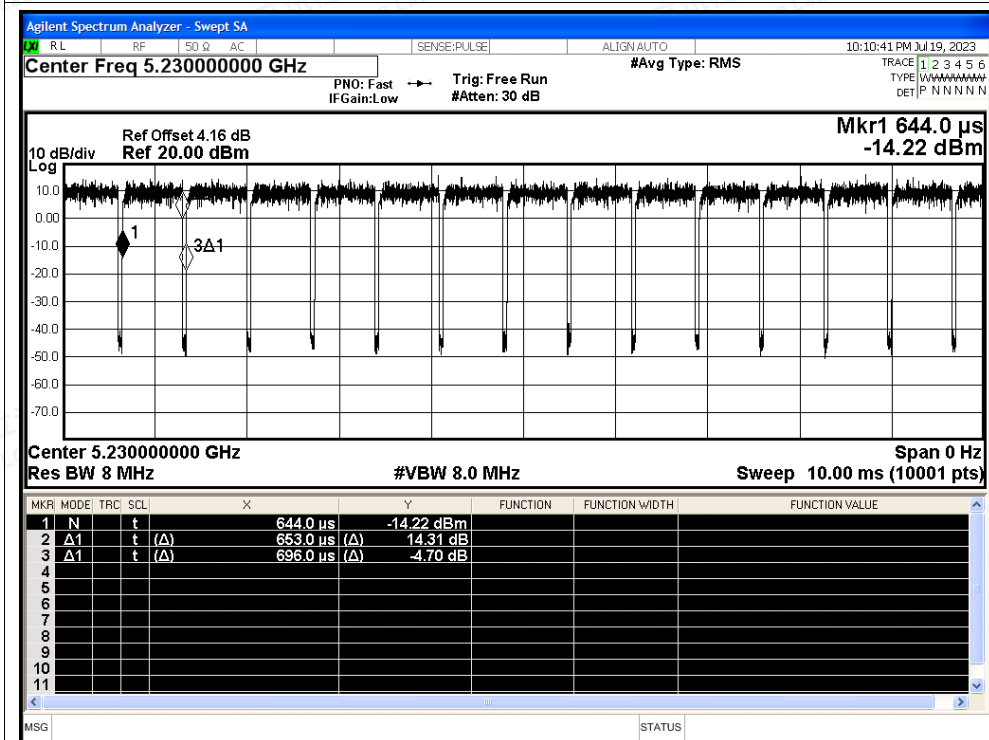 Agilent Spectrum Analyzer - Swept SA
LXI RL RF 50 Ω AC SENSE:PULSE ALIGN AUTO 10:10:41 PM Jul 19, 2023
Center Freq 5.230000000 GHz #Avg Type: RMS TRACE 1 2 3 4 5 6
PNO: Fast Trig: Free Run TYPE WWWWWW
IFGain:Low #Atten: 30 dB DET P N N N N N
Mkr1 644.0 µs
Ref Offset 4.16 dB
10 dB/div Ref 20.00 dBm -14.22 dBm
Log
10.0
0.00
1
3Δ1
-10.0
-20.0
-30.0
-40.0
-50.0
-60.0
-70.0
Center 5.230000000 GHz Span 0 Hz
Res BW 8 MHz #VBW 8.0 MHz Sweep 10.00 ms (10001 pts)
MKR MODE TRC SCL X Y FUNCTION FUNCTION WIDTH FUNCTION VALUE
1 N t 644.0 µs -14.22 dBm
2 Δ1 t (Δ) 653.0 µs (Δ) 14.31 dB
3 Δ1 t (Δ) 696.0 µs (Δ) -4.70 dB
4
5
6
7
8
9
10
11
MSG STATUS